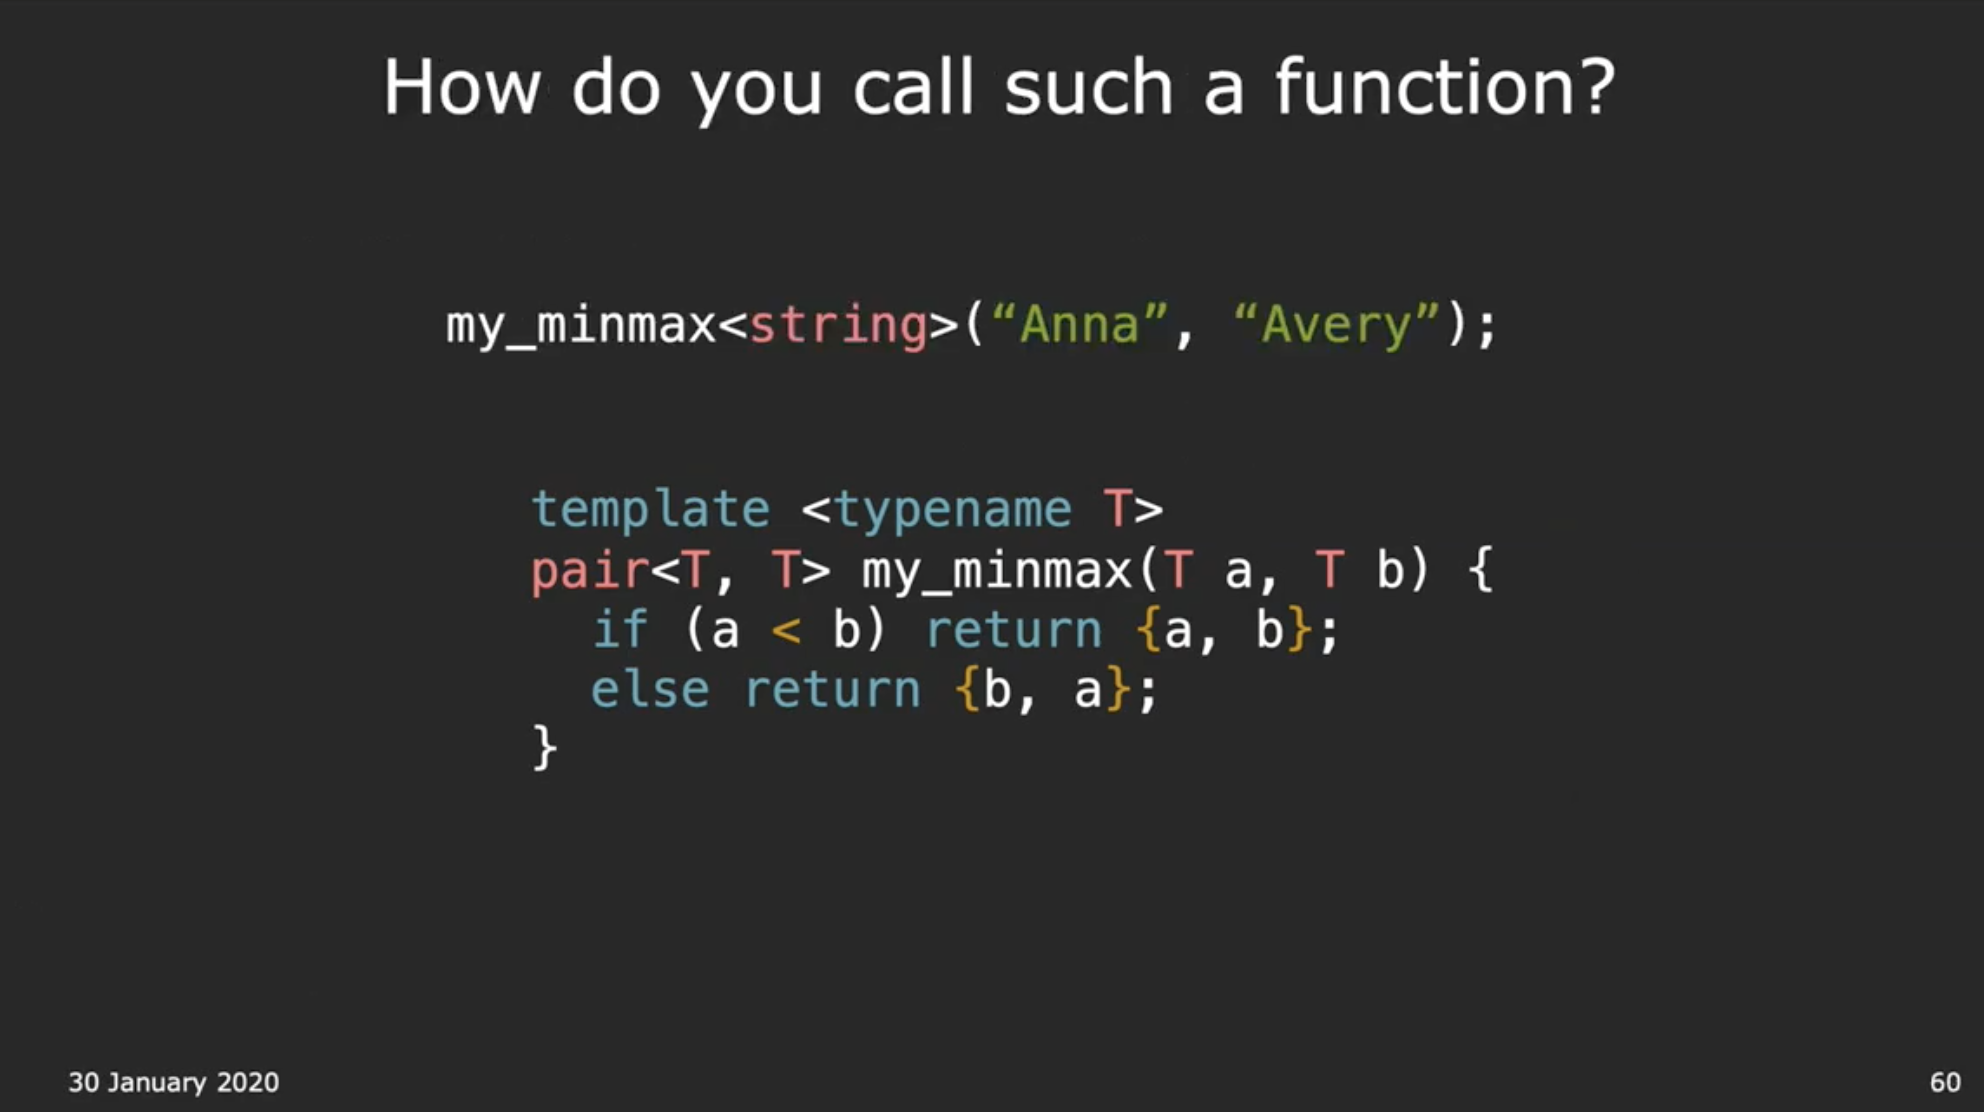 How do you call such a function?
my_minmax<string>(“Anna”, “Avery”);
template <typename T>
pair<T, T> my_minmax(T a, T b) {
  if (a < b) return {a, b};
  else return {b, a};
}
30 January 2020
60